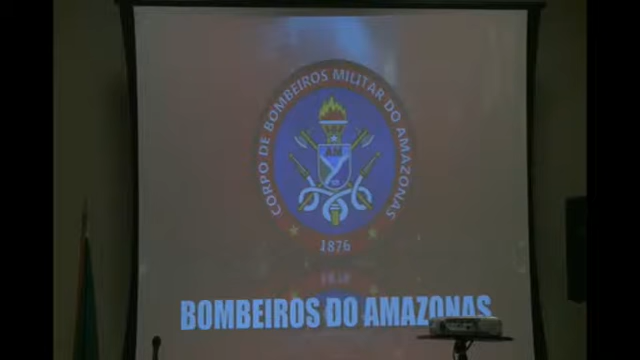 CORPO DE BOMBEIROS MILITAR DO AMAZONAS
AM
1876
BOMBEIROS DO AMAZONAS